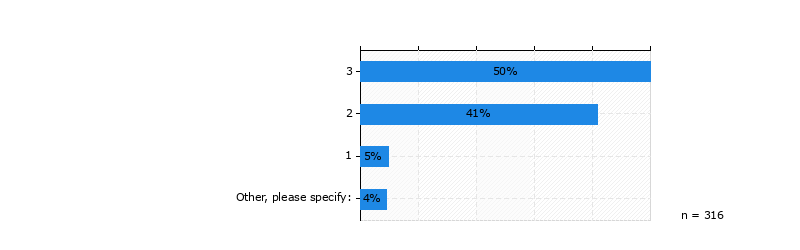 3 50%
2 41%
1 5%
Other, please specify: 4%
n = 316